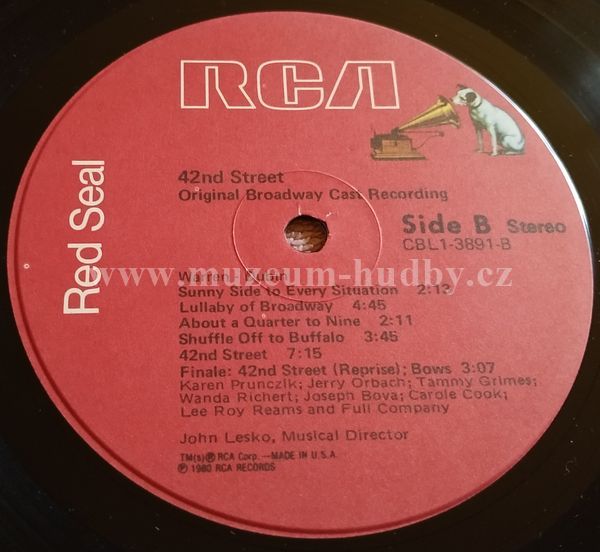 RCA
Red Seal
42nd Street
Original Broadway Cast Recording
Side B Stereo
CBL1-3891-B
www.muzeum-hudby.cz
Warren; Dubin
Sunny Side to Every Situation 2:13
Lullaby of Broadway 4:45
About a Quarter to Nine 2:11
Shuffle Off to Buffalo 3:45
42nd Street 7:15
Finale: 42nd Street (Reprise); Bows 3:07
Karen Prunczik; Jerry Orbach; Tammy Grimes;
Wanda Richert; Joseph Bova; Carole Cook;
Lee Roy Reams and Full Company
John Lesko, Musical Director
TM(s)® RCA Corp.—MADE IN U.S.A.
℗ 1980 RCA RECORDS